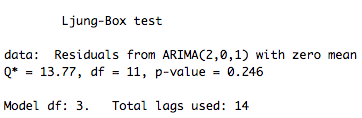 Ljung-Box test
data:  Residuals from ARIMA(2,0,1) with zero mean
Q* = 13.77, df = 11, p-value = 0.246
Model df: 3.   Total lags used: 14